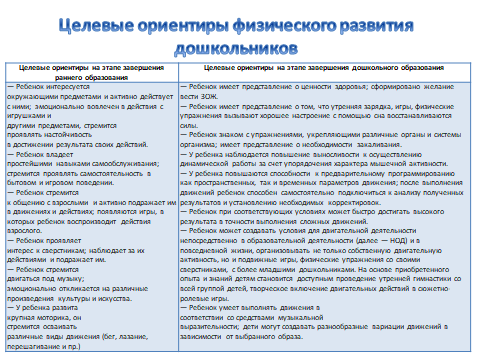 Целевые ориентиры физического развития
дошкольников
Целевые ориентиры на этапе завершения
раннего образования
— Ребенок интересуется
окружающими предметами и активно действует
с ними; эмоционально вовлечен в действия с
игрушками и
другими предметами, стремится
проявлять настойчивость
в достижении результата своих действий.
— Ребенок владеет
простейшими навыками самообслуживания;
стремится проявлять самостоятельность в
бытовом и игровом поведении.
— Ребенок стремится
к общению с взрослыми и активно подражает им
в движениях и действиях; появляются игры, в
которых ребенок воспроизводит действия
взрослого.
— Ребенок проявляет
интерес к сверстникам; наблюдает за их
действиями и подражает им.
— Ребенок стремится
двигаться под музыку;
эмоционально откликается на различные
произведения культуры и искусства.
— У ребенка развита
крупная моторика, он
стремится осваивать
различные виды движения (бег, лазание,
перешагивание и пр.)
Целевые ориентиры на этапе завершения дошкольного образования
— Ребенок имеет представление о ценности здоровья; сформировано желание
вести ЗОЖ.
— Ребенок имеет представление о том, что утренняя зарядка, игры, физические
упражнения вызывают хорошее настроение с помощью сна восстанавливаются
силы.
— Ребенок знаком с упражнениями, укрепляющими различные органы и системы
организма; имеет представление о необходимости закаливания.
— У ребенка наблюдается повышение выносливости к осуществлению
динамической работы за счет упорядочения характера мышечной активности.
— У ребенка повышаются способности к предварительному программированию
как пространственных, так и временных параметров движения; после выполнения
движений ребенок способен самостоятельно подключиться к анализу полученных
результатов и установлению необходимых корректировок.
— Ребенок при соответствующих условиях может быстро достигать высокого
результата в точности выполнения сложных движений.
— Ребенок может создавать условия для двигательной деятельности
непосредственно в образовательной деятельности (далее — НОД) и в
повседневной жизни, организовывать не только собственную двигательную
активность, но и подвижные игры, физические упражнения со своими
сверстниками, с более младшими дошкольниками. На основе приобретенного
опыта и знаний детям становится доступным проведение утренней гимнастики со
всей группой детей, творческое включение двигательных действий в сюжетно-
ролевые игры.
— Ребенок умеет выполнять движения в
соответствии со средствами музыкальной
выразительности; дети могут создавать разнообразные вариации движений в
зависимости от выбранного образа.